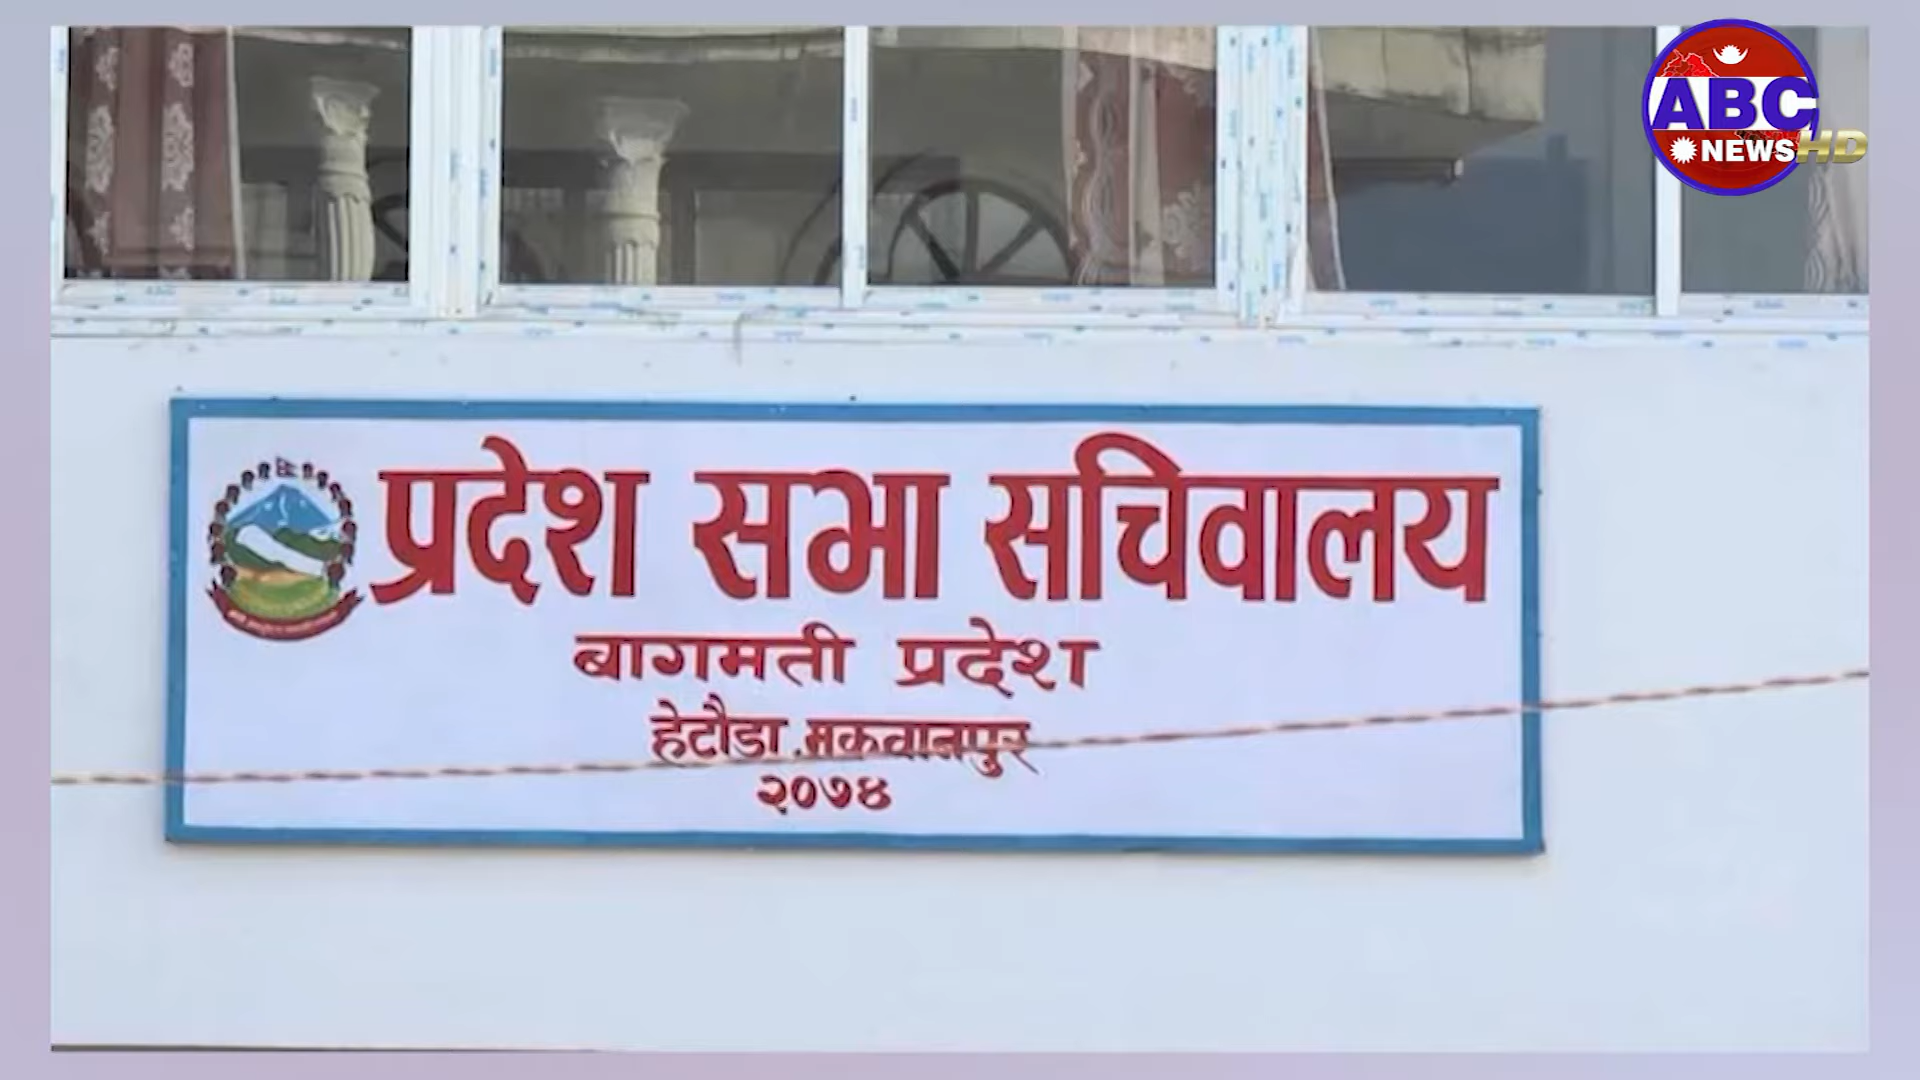 ABC
NEWS HD
प्रदेश सभा सचिवालय
बागमती प्रदेश
हेटौडा, मकवानपुर
२०७४